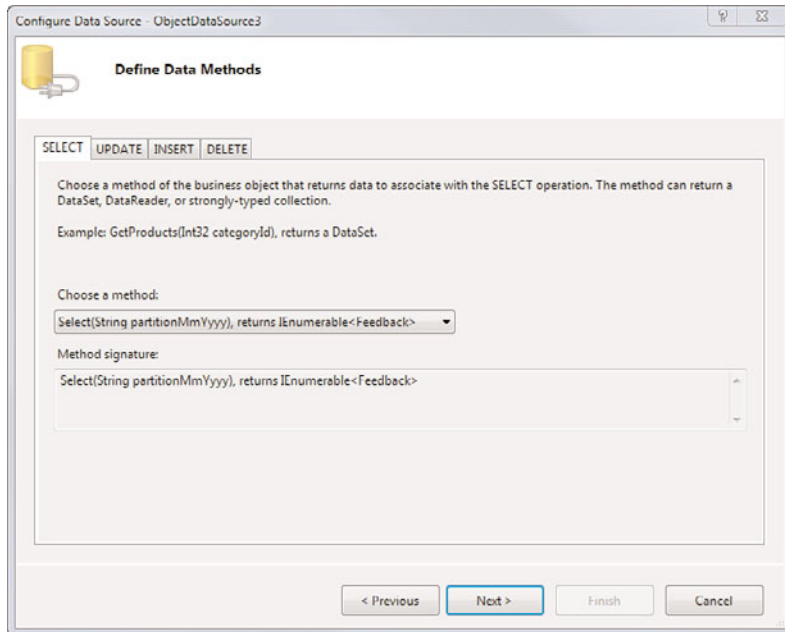 Configure Data Source - ObjectDataSource3
Define Data Methods
SELECT UPDATE INSERT DELETE
Choose a method of the business object that returns data to associate with the SELECT operation. The method can return a
DataSet, DataReader, or strongly-typed collection.
Example: GetProducts(Int32 categoryId), returns a DataSet.
Choose a method:
Select(String partitionMmYyyy), returns IEnumerable<Feedback>
Method signature:
Select(String partitionMmYyyy), returns IEnumerable<Feedback>
< Previous Next > Finish Cancel